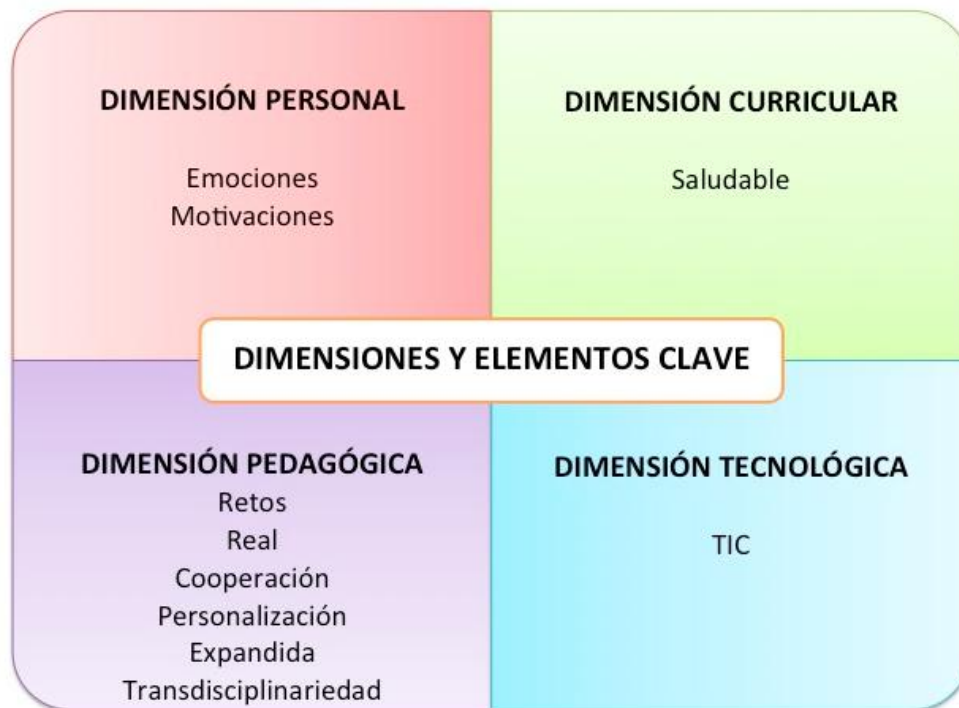 DIMENSIÓN PERSONAL
Emociones
Motivaciones
DIMENSIÓN CURRICULAR
Saludable
DIMENSIONES Y ELEMENTOS CLAVE
DIMENSIÓN PEDAGÓGICA
Retos
Real
Cooperación
Personalización
Expandida
Transdisciplinariedad
DIMENSIÓN TECNOLÓGICA
TIC